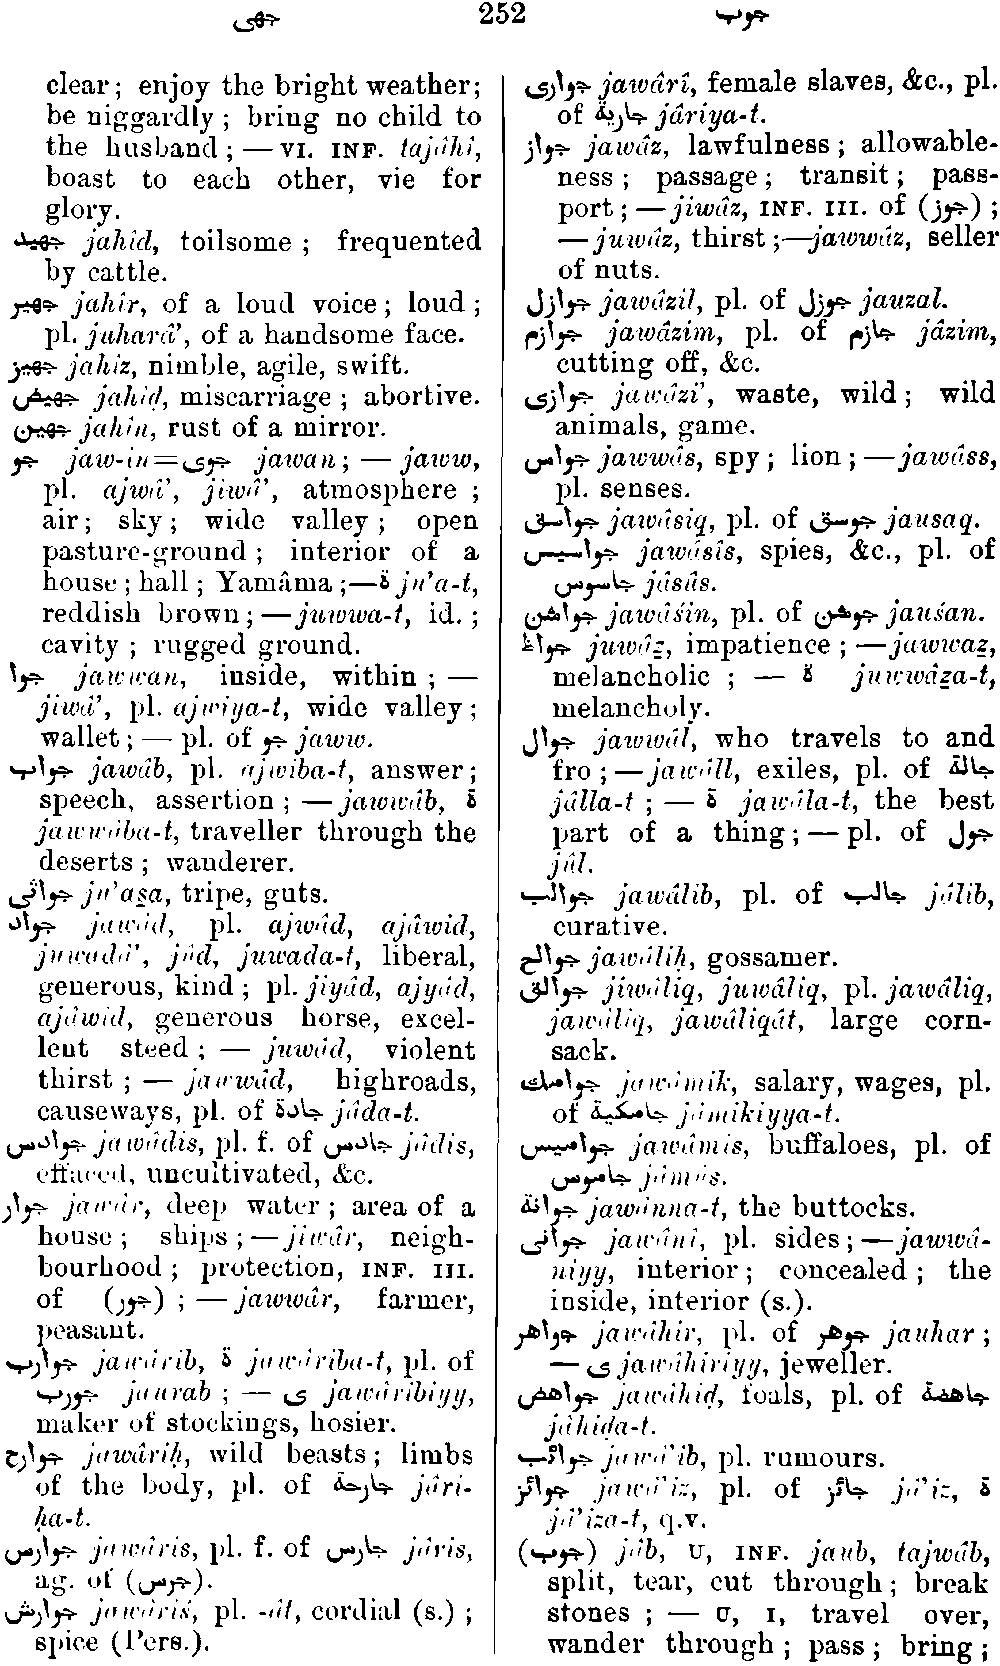 جهى 252 جوب
clear; enjoy the bright weather;
be niggardly; bring no child to
the husband; — VI. INF. tajâhî,
boast to each other, vie for
glory.
جهيد jahîd, toilsome; frequented
by cattle.
جهير jahîr, of a loud voice; loud;
pl. juharâ’, of a handsome face.
جهيز jahîz, nimble, agile, swift.
جهيض jahîḍ, miscarriage; abortive.
جهين jahîn, rust of a mirror.
جو jaw-in=جوى jawan; — jaww,
pl. ajwâ’, jiwâ’, atmosphere;
air; sky; wide valley; open
pasture-ground; interior of a
house; hall; Yamâma;—ة ju’a-t,
reddish brown; — juwwa-t, id.;
cavity; rugged ground.
جوا jawwan, inside, within; —
jiwâ’, pl. ajwiya-t, wide valley;
wallet; — pl. of جو jaww.
جواب jawâb, pl. ajwiba-t, answer;
speech, assertion; — jawwâb, ة
jawwâba-t, traveller through the
deserts; wanderer.
جواثى ju’as̱a, tripe, guts.
جواد jawâd, pl. ajwâd, ajâwid,
juwadâ’, jûd, juwada-t, liberal,
generous, kind; pl. jiyâd, ajyâd,
ajâwîd, generous horse, excel-
lent steed; — juwâd, violent
thirst; — jawwâd, highroads,
causeways, pl. of جادة jâda-t.
جوادس jawâdis, pl. f. of جادس jâdis,
effaced, uncultivated, &c.
جوار jawâr, deep water; area of a
house; ships; — jiwâr, neigh-
bourhood; protection, INF. III.
of (جور); — jawwâr, farmer,
peasant.
جوارب jawârib, ة jawâriba-t, pl. of
جورب jaurab; — ى jawâribiyy,
maker of stockings, hosier.
جوارح jawâriḥ, wild beasts; limbs
of the body, pl. of جارحة jâri-
ḥa-t.
جوارس jawâris, pl. f. of جارس jâris,
ag. of (جرس).
جوارش jawâriś, pl. -ât, cordial (s.);
spice (Pers.).
جوارى jawârî, female slaves, &c., pl.
of جارية jâriya-t.
جواز jawâz, lawfulness; allowable-
ness; passage; transit; pass-
port; — jiwâz, INF. III. of (جوز);
— juwâz, thirst;—jawwâz, seller
of nuts.
جوازل jawâzil, pl. of جوزل jauzal.
جوازم jawâzim, pl. of جازم jâzim,
cutting off, &c.
جوازى jawâzi’, waste, wild; wild
animals, game.
جواس jawwâs, spy; lion; — jawâss,
pl. senses.
جواسق jawâsiq, pl. of جوسق jausaq.
جواسيس jawâsîs, spies, &c., pl. of
جاسوس jâsûs.
جواشن jawâśin, pl. of جوشن jauśan.
جواظ juwâẕ, impatience; — jawwaẕ,
melancholic; — ة juwwâẕa-t,
melancholy.
جوال jawwâl, who travels to and
fro; — jawâll, exiles, pl. of جالة
jâlla-t; — ة jawâla-t, the best
part of a thing; — pl. of جول
jûl.
جوالب jawâlib, pl. of جالب jâlib,
curative.
جوالح jawâliḥ, gossamer.
جوالق jiwâliq, juwâliq, pl. jawâliq,
jawâlîq, jawâliqât, large corn-
sack.
جوامك jawâmik, salary, wages, pl.
of جامكية jâmikiyya-t.
جواميس jawâmîs, buffaloes, pl. of
جاموس jâmûs.
جوانة jawânna-t, the buttocks.
جوانى jawânî, pl. sides; — jawwâ-
niyy, interior; concealed; the
inside, interior (s.).
جواهر jawâhir, pl. of جوهر jauhar;
— ى jawâhiriyy, jeweller.
جواهض jawâhiḍ, foals, pl. of جاهضة
jâhiḍa-t.
جوائب jawâ’ib, pl. rumours.
جوائز jawâ’iz, pl. of جائز jâ’iz, ة
jâ’iza-t, q.v.
(جوب) jâb, U, INF. jaub, tajwâb,
split, tear, cut through; break
stones; — U, I, travel over,
wander through; pass; bring;